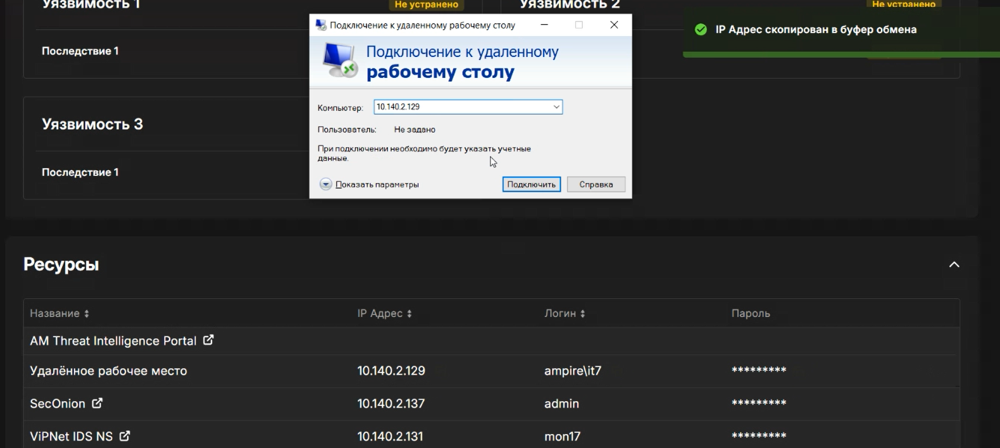 Уязвимость 1
Не устранено
Уязвимость 2
Не устранено
Последствие 1
IP Адрес скопирован в буфер обмена
Подключение к удаленному рабочему столу
Подключение к удаленному
рабочему столу
Компьютер: 10.140.2.129
Пользователь: Не задано
При подключении необходимо будет указать учетные
данные.
Показать параметры
Подключить
Справка
Уязвимость 3
Последствие 1
Ресурсы
Название IP Адрес Логин Пароль
AM Threat Intelligence Portal
Удалённое рабочее место 10.140.2.129 ampire\it7 *********
SecOnion 10.140.2.137 admin *********
ViPNet IDS NS 10.140.2.131 mon17 *********